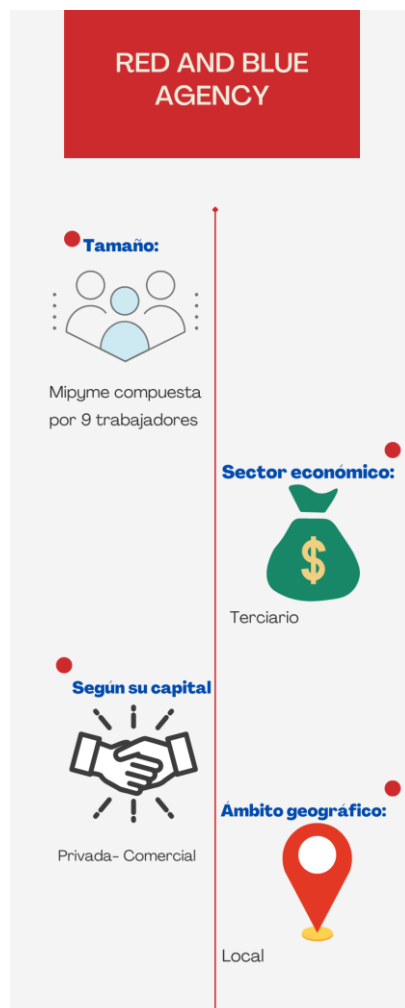 RED AND BLUE
AGENCY
Tamaño:
Mipyme compuesta
por 9 trabajadores
Sector económico:
$
Terciario
Según su capital
Privada- Comercial
Ámbito geográfico:
Local